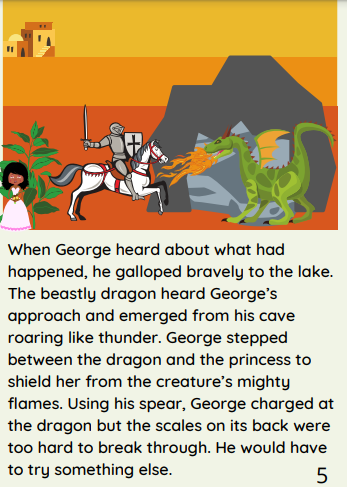 When George heard about what had
happened, he galloped bravely to the lake.
The beastly dragon heard George's
approach and emerged from his cave
roaring like thunder. George stepped
between the dragon and the princess to
shield her from the creature's mighty
flames. Using his spear, George charged at
the dragon but the scales on its back were
too hard to break through. He would have
to try something else.
5